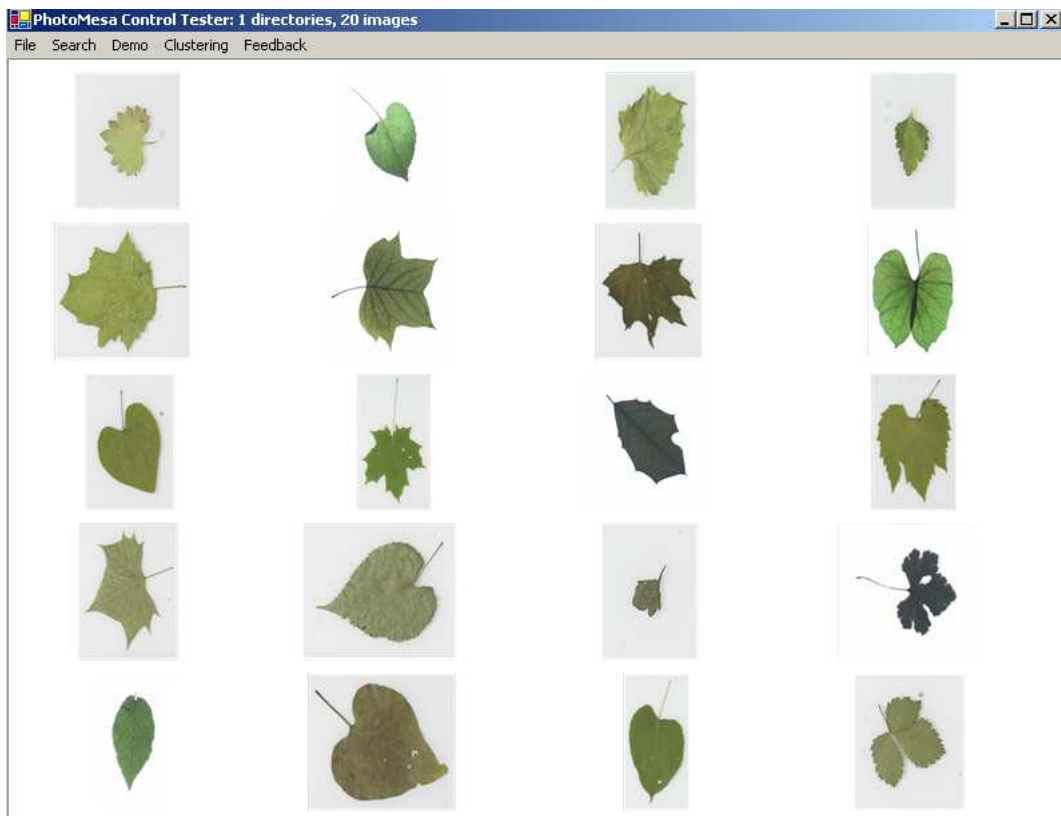 PhotoMesa Control Tester: 1 directories, 20 images
File Search Demo Clustering Feedback